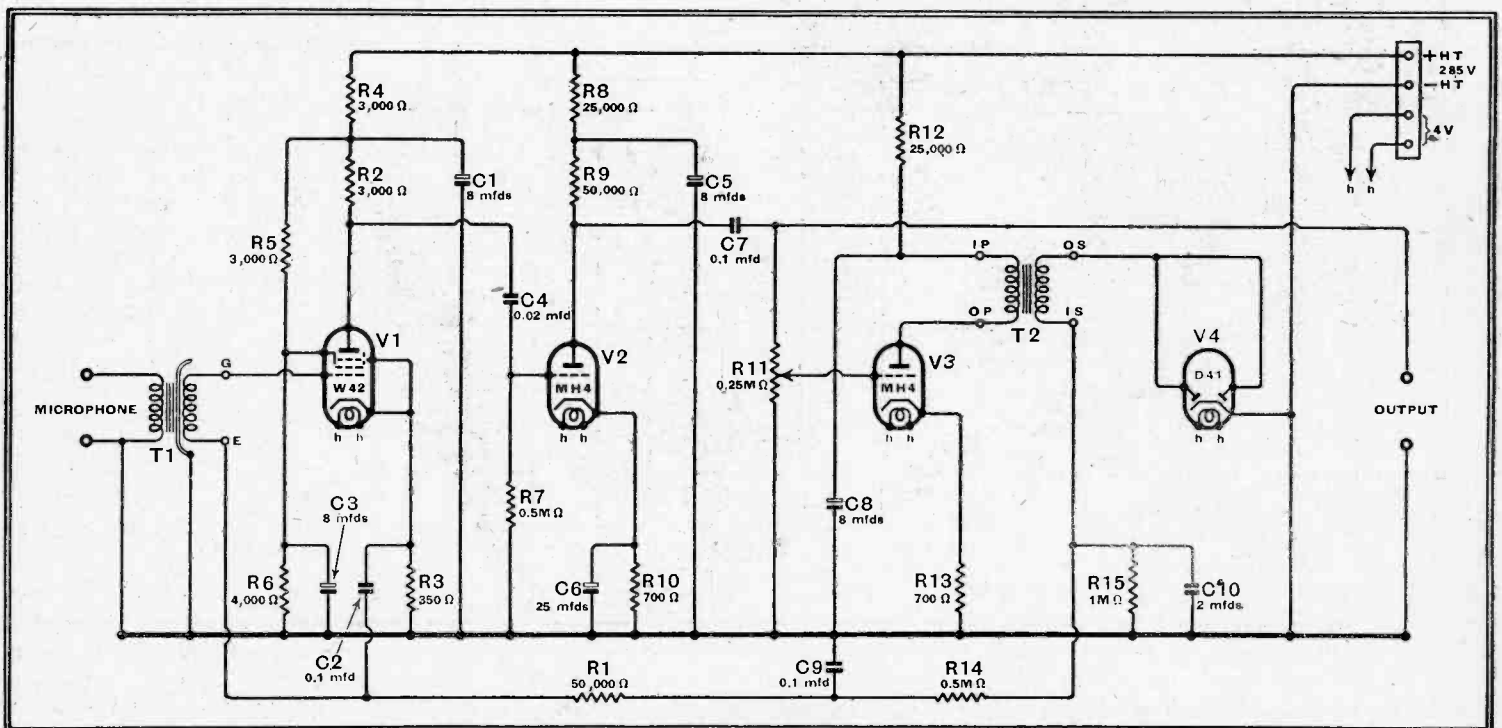 R4
3,000 Ω
R8
25,000 Ω
+ HT
285V
- HT
4V
h h
R12
25,000 Ω
R2
3,000 Ω
C1
8 mfds
R9
50,000 Ω
C5
8 mfds
R5
3,000 Ω
C7
0.1 mfd
IP
OS
C4
0.02 mfd
OP
IS
T2
V1
W42
h h
V2
MH4
h h
R11
0.25MΩ
V3
MH4
h h
V4
D41
h h
MICROPHONE
G
E
T1
OUTPUT
R7
0.5MΩ
C3
8 mfds
C8
8 mfds
R6
4,000 Ω
R3
350 Ω
C6
25 mfds
R10
700 Ω
R13
700 Ω
R15
1MΩ
C10
2 mfds
C2
0.1 mfd
R1
50,000 Ω
C9
0.1 mfd
R14
0.5MΩ